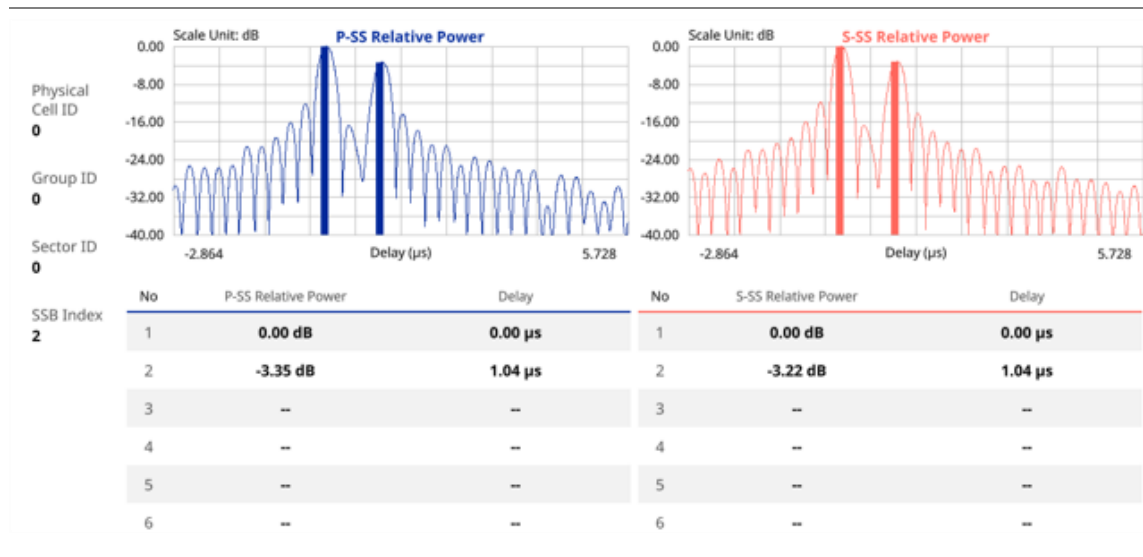 Scale Unit: dB P-SS Relative Power
0.00
-8.00
-16.00
-24.00
-32.00
-40.00
-2.864 Delay (μs) 5.728
Scale Unit: dB S-SS Relative Power
0.00
-8.00
-16.00
-24.00
-32.00
-40.00
-2.864 Delay (μs) 5.728
Physical
Cell ID
0
Group ID
0
Sector ID
0
SSB Index
2
No P-SS Relative Power Delay
1 0.00 dB 0.00 μs
2 -3.35 dB 1.04 μs
3 -- --
4 -- --
5 -- --
6 -- --
No S-SS Relative Power Delay
1 0.00 dB 0.00 μs
2 -3.22 dB 1.04 μs
3 -- --
4 -- --
5 -- --
6 -- --